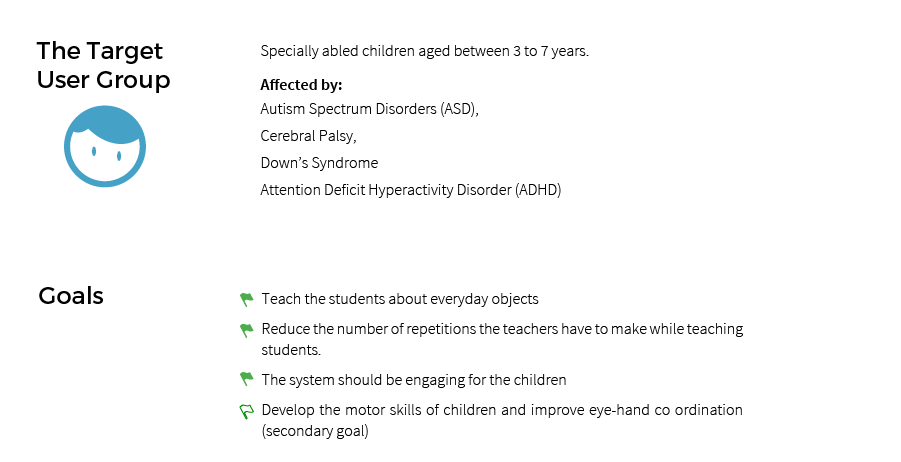 The Target
User Group
Specially abled children aged between 3 to 7 years.
Affected by:
Autism Spectrum Disorders (ASD),
Cerebral Palsy,
Down’s Syndrome
Attention Deficit Hyperactivity Disorder (ADHD)
Goals
Teach the students about everyday objects
Reduce the number of repetitions the teachers have to make while teaching
students.
The system should be engaging for the children
Develop the motor skills of children and improve eye-hand co ordination
(secondary goal)